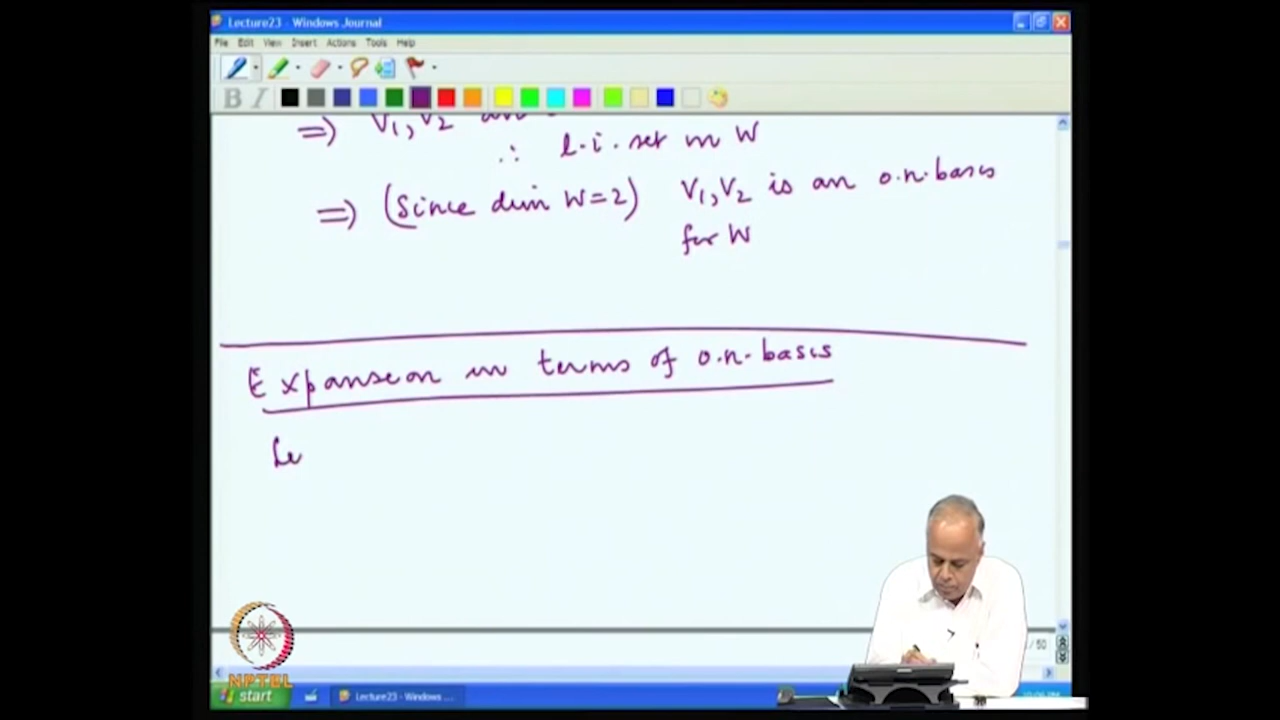 Lecture23 - Windows Journal
File Edit View Insert Actions Tools Help
B I
⇒) V1, V2
∴ l.i. set in W
⇒) (Since dim W=2) V1, V2 is an o.n. basis
for W
Expansion in terms of o.n. basis
Le
/ 50
NPTEL
start Lecture23 - Windows ...